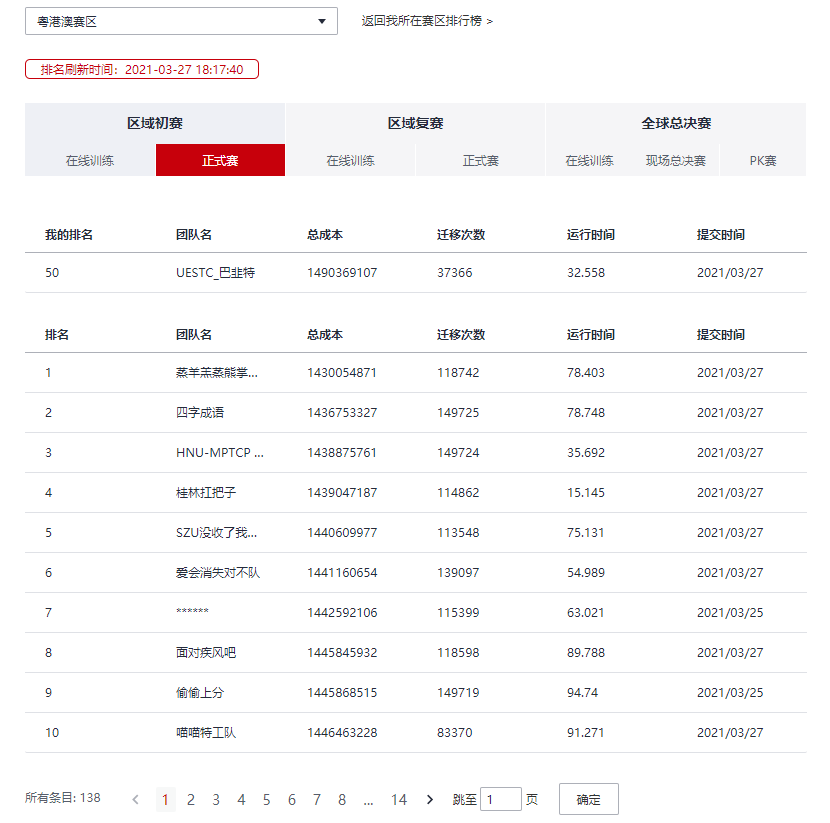 粤港澳赛区 返回我所在赛区排行榜 >
排名刷新时间：2021-03-27 18:17:40
区域初赛 区域复赛 全球总决赛
在线训练 正式赛 在线训练 正式赛 在线训练 现场总决赛 PK赛
我的排名 团队名 总成本 迁移次数 运行时间 提交时间
50 UESTC_巴韭特 1490369107 37366 32.558 2021/03/27
排名 团队名 总成本 迁移次数 运行时间 提交时间
1 蒸羊羔蒸熊掌... 1430054871 118742 78.403 2021/03/27
2 四字成语 1436753327 149725 78.748 2021/03/27
3 HNU-MPTCP ... 1438875761 149724 35.692 2021/03/27
4 桂林扛把子 1439047187 114862 15.145 2021/03/27
5 SZU没收了我... 1440609977 113548 75.131 2021/03/27
6 爱会消失对不队 1441160654 139097 54.989 2021/03/27
7 ****** 1442592106 115399 63.021 2021/03/25
8 面对疾风吧 1445845932 118598 89.788 2021/03/27
9 偷偷上分 1445868515 149719 94.74 2021/03/25
10 喵喵特工队 1446463228 83370 91.271 2021/03/27
所有条目: 138 < 1 2 3 4 5 6 7 8 ... 14 > 跳至 1 页 确定